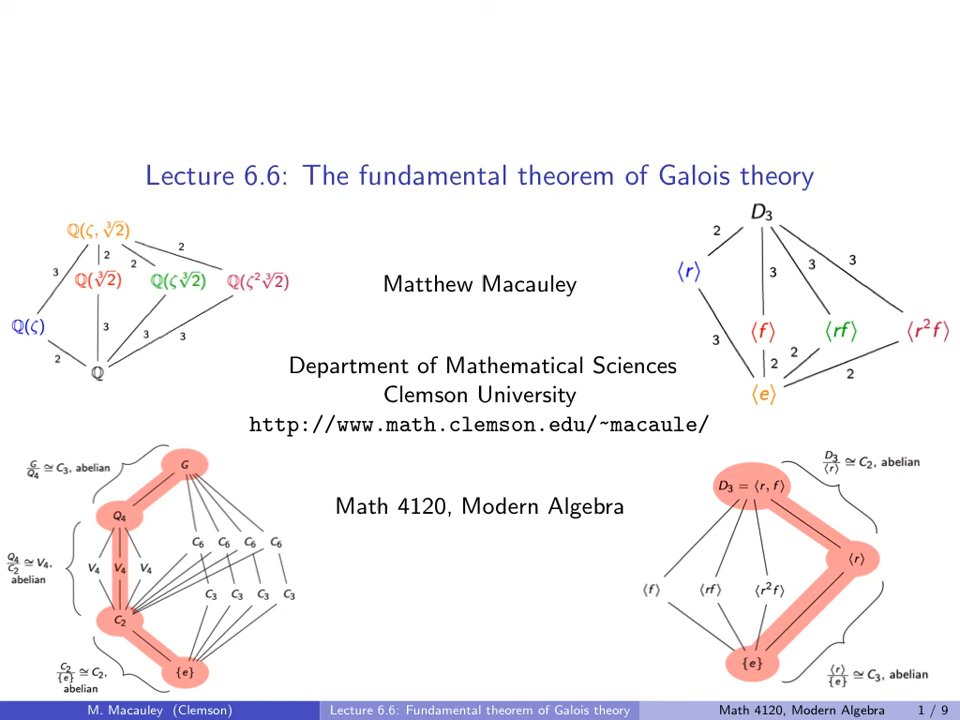 Lecture 6.6: The fundamental theorem of Galois theory
ℚ(ζ, ∛2)
3
2
2
2
ℚ(∛2)
ℚ(ζ∛2)
ℚ(ζ²∛2)
ℚ(ζ)
3
3
3
2
ℚ
D₃
2
3
3
3
⟨r⟩
3
⟨f⟩
⟨rf⟩
⟨r²f⟩
2
2
2
⟨e⟩
Matthew Macauley
Department of Mathematical Sciences
Clemson University
http://www.math.clemson.edu/~macaule/
Math 4120, Modern Algebra
G/Q₄ ≅ C₃, abelian
G
Q₄
C₆ C₆ C₆ C₆
Q₄/C₂ ≅ V₄,
abelian
V₄ V₄ V₄
C₃ C₃ C₃ C₃
C₂
C₂/{e} ≅ C₂,
abelian
{e}
D₃/⟨r⟩ ≅ C₂, abelian
D₃ = ⟨r, f⟩
⟨r⟩
⟨f⟩ ⟨rf⟩ ⟨r²f⟩
{e}
⟨r⟩/{e} ≅ C₃, abelian
M. Macauley (Clemson)
Lecture 6.6: Fundamental theorem of Galois theory
Math 4120, Modern Algebra
1 / 9